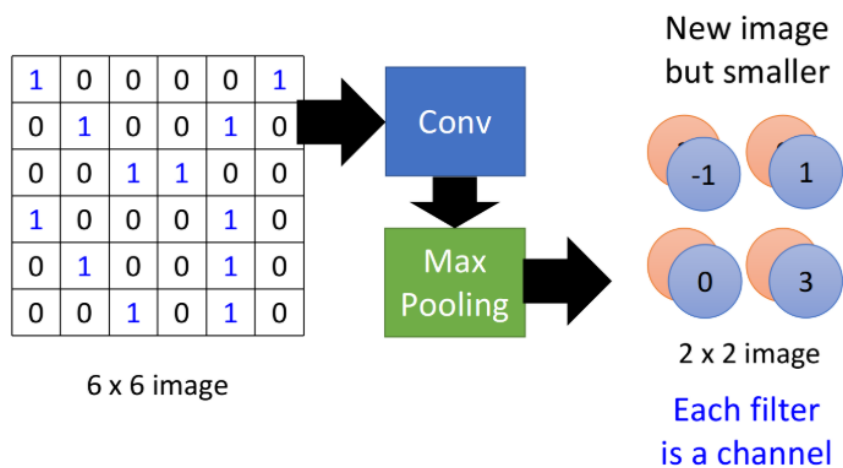 1 0 0 0 0 1
0 1 0 0 1 0
0 0 1 1 0 0
1 0 0 0 1 0
0 1 0 0 1 0
0 0 1 0 1 0
6 x 6 image
Conv
Max
Pooling
New image
but smaller
-1 1
0 3
2 x 2 image
Each filter
is a channel